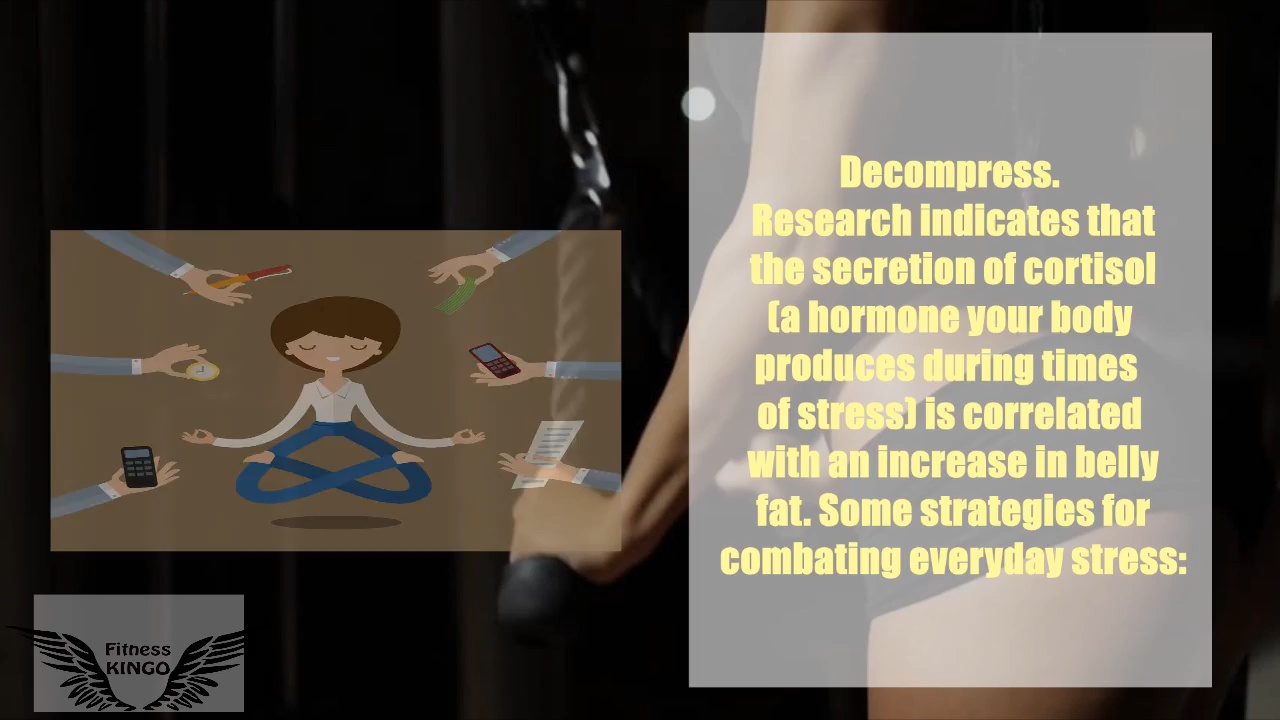 Decompress.
Research indicates that
the secretion of cortisol
(a hormone your body
produces during times
of stress) is correlated
with an increase in belly
fat. Some strategies for
combating everyday stress:
Fitness
KINGO